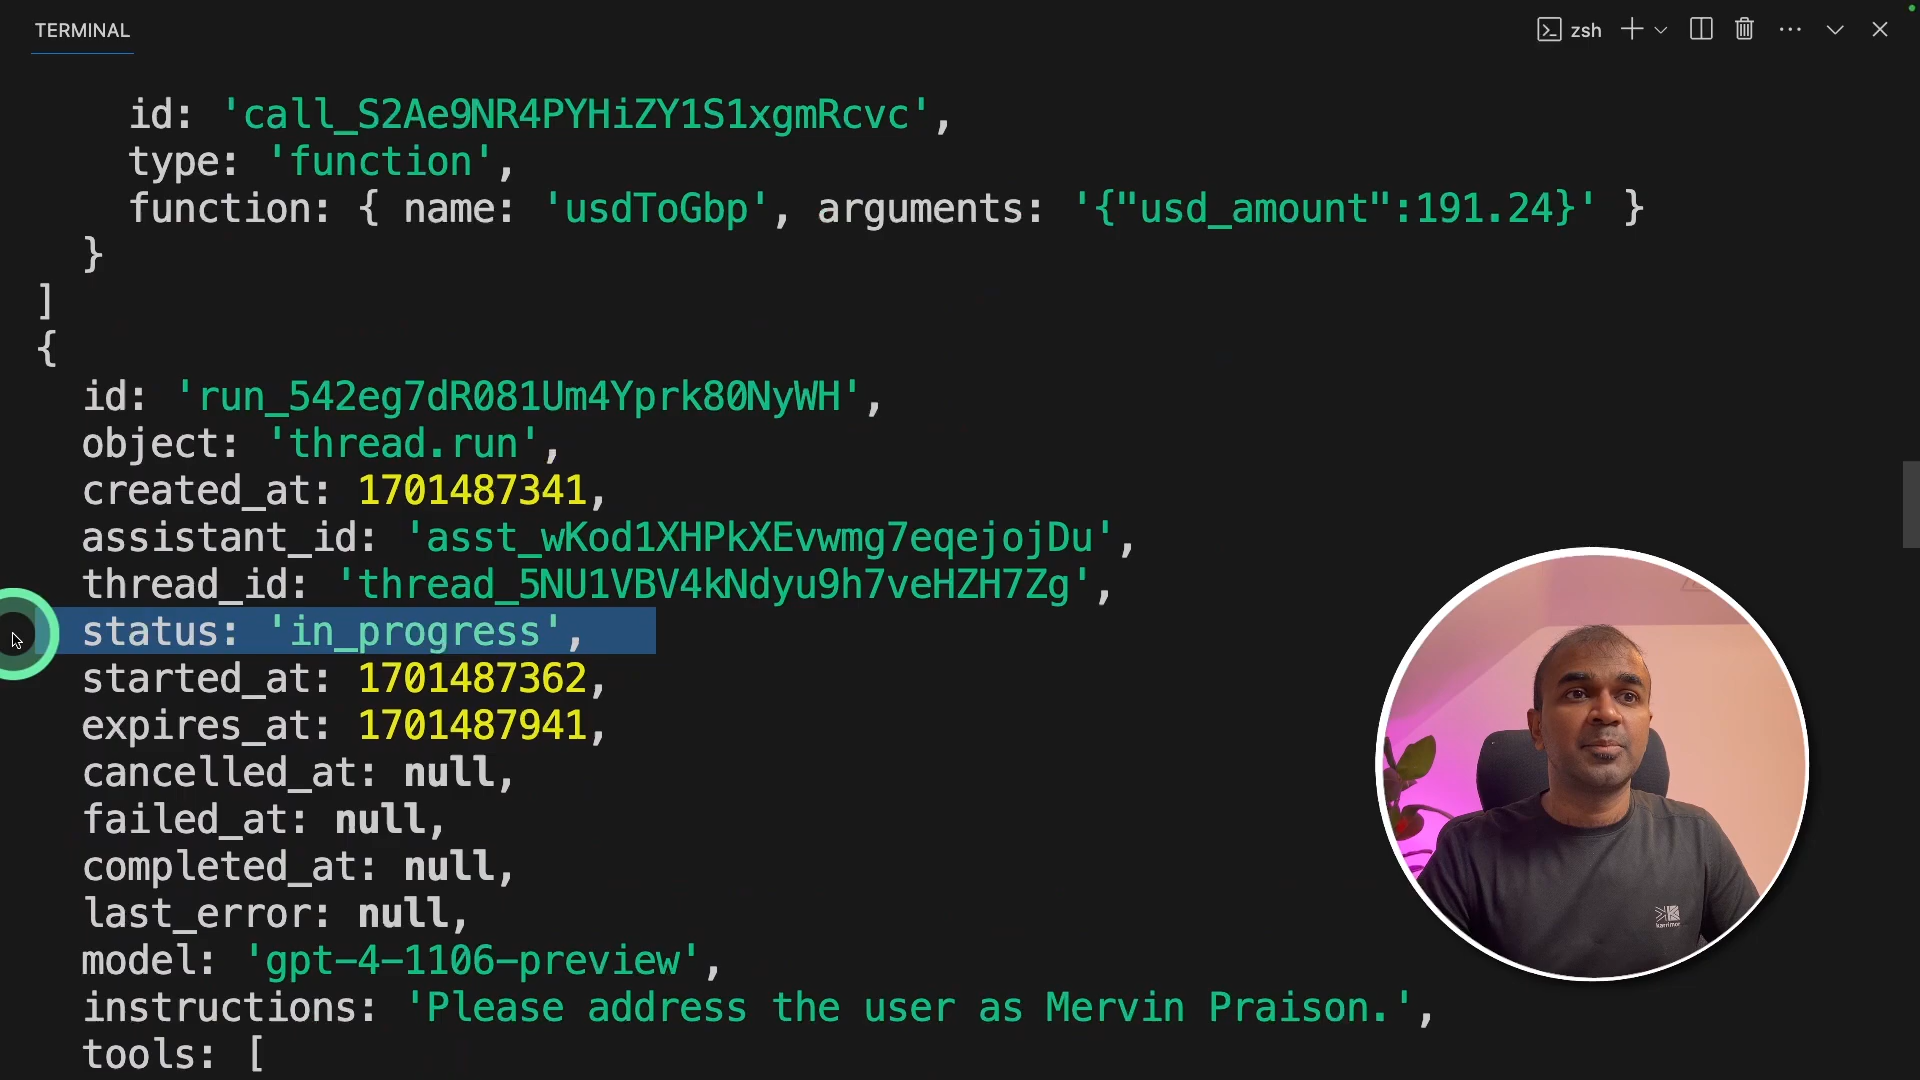 TERMINAL
zsh
id: 'call_S2Ae9NR4PYHiZY1S1xgmRcvc',
type: 'function',
function: { name: 'usdToGbp', arguments: '{"usd_amount":191.24}' }
}
]
{
id: 'run_542eg7dR081Um4Yprk80NyWH',
object: 'thread.run',
created_at: 1701487341,
assistant_id: 'asst_wKod1XHPkXEvwmg7eqejojDu',
thread_id: 'thread_5NU1VBV4kNdyu9h7veHZH7Zg',
status: 'in_progress',
started_at: 1701487362,
expires_at: 1701487941,
cancelled_at: null,
failed_at: null,
completed_at: null,
last_error: null,
model: 'gpt-4-1106-preview',
instructions: 'Please address the user as Mervin Praison.',
tools: [